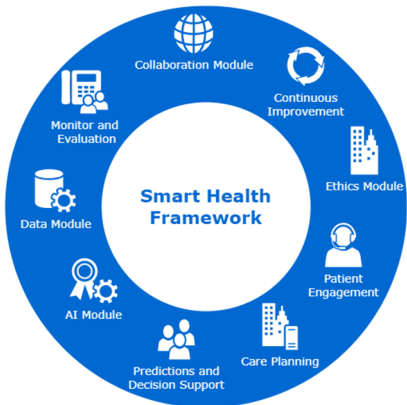 Collaboration Module
Continuous
Improvement
Ethics Module
Patient
Engagement
Care Planning
Predictions and
Decision Support
AI Module
Data Module
Monitor and
Evaluation
Smart Health
Framework